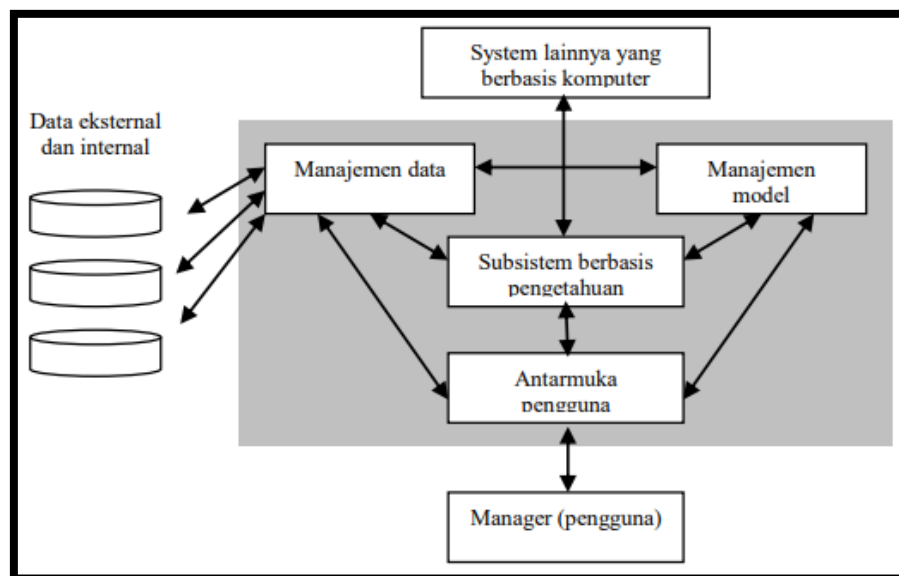 System lainnya yang
berbasis komputer
Data eksternal
dan internal
Manajemen data
Manajemen
model
Subsistem berbasis
pengetahuan
Antarmuka
pengguna
Manager (pengguna)